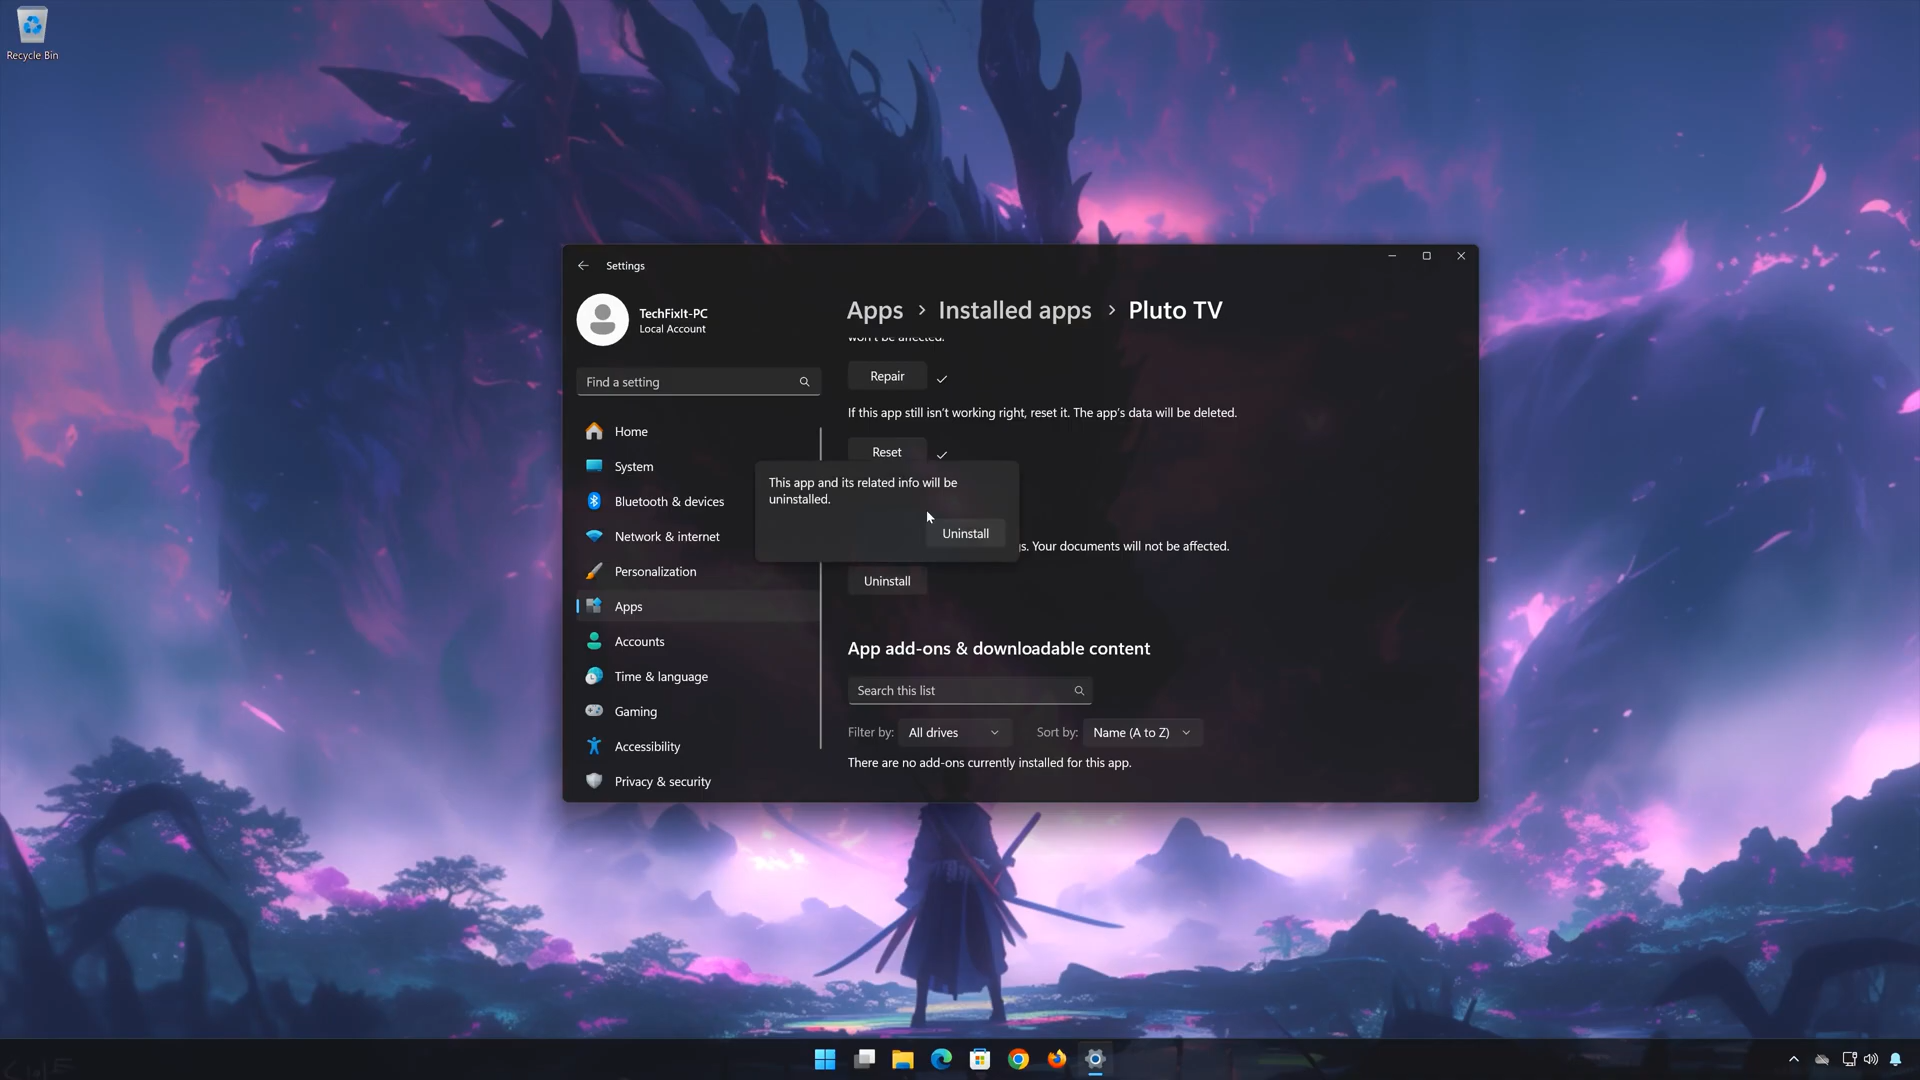 Recycle Bin
Settings
TechFixIt-PC
Local Account
Find a setting
Home
System
Bluetooth & devices
Network & internet
Personalization
Apps
Accounts
Time & language
Gaming
Accessibility
Privacy & security
Apps > Installed apps > Pluto TV
won't be affected.
Repair
If this app still isn't working right, reset it. The app's data will be deleted.
Reset
This app and its related info will be
uninstalled.
Uninstall
s. Your documents will not be affected.
Uninstall
App add-ons & downloadable content
Search this list
Filter by: All drives Sort by: Name (A to Z)
There are no add-ons currently installed for this app.